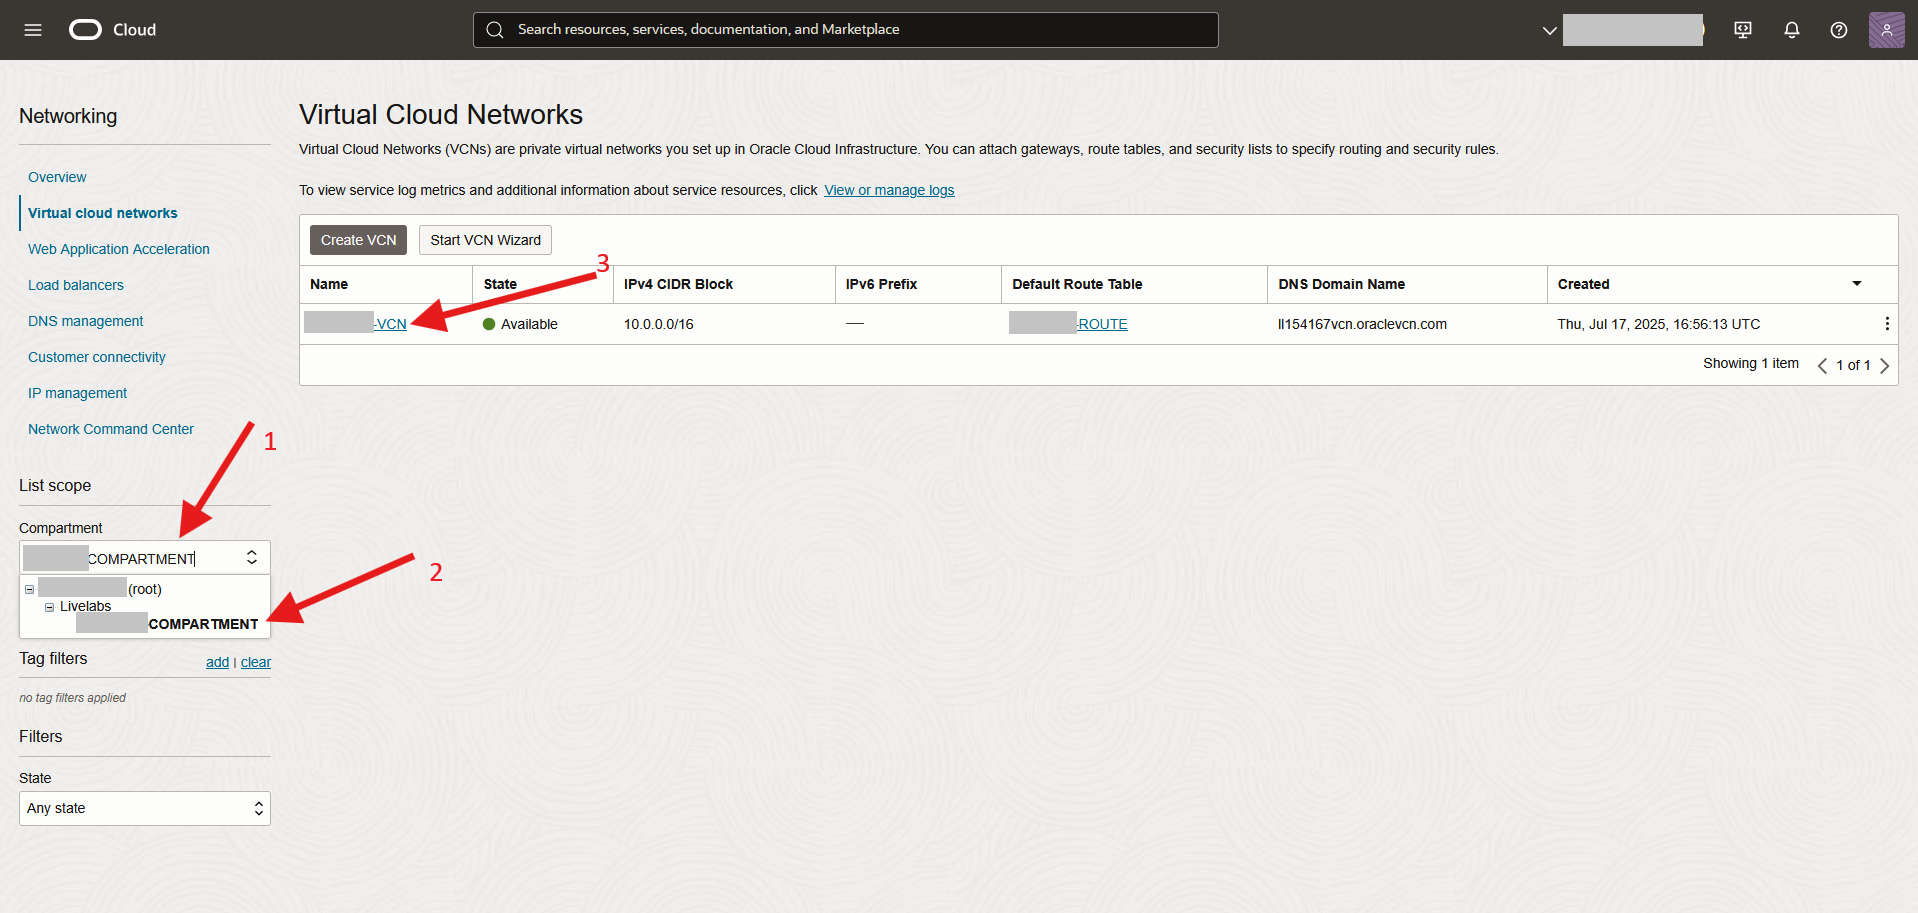 Cloud
Search resources, services, documentation, and Marketplace
Networking
Overview
Virtual cloud networks
Web Application Acceleration
Load balancers
DNS management
Customer connectivity
IP management
Network Command Center
1
List scope
Compartment
COMPARTMENT
(root)
Livelabs
COMPARTMENT
2
Tag filters
add | clear
no tag filters applied
Filters
State
Any state
Virtual Cloud Networks
Virtual Cloud Networks (VCNs) are private virtual networks you set up in Oracle Cloud Infrastructure. You can attach gateways, route tables, and security lists to specify routing and security rules.
To view service log metrics and additional information about service resources, click View or manage logs
Create VCN Start VCN Wizard
3
Name State IPv4 CIDR Block IPv6 Prefix Default Route Table DNS Domain Name Created
-VCN Available 10.0.0.0/16 — -ROUTE ll154167vcn.oraclevcn.com Thu, Jul 17, 2025, 16:56:13 UTC
Showing 1 item 1 of 1